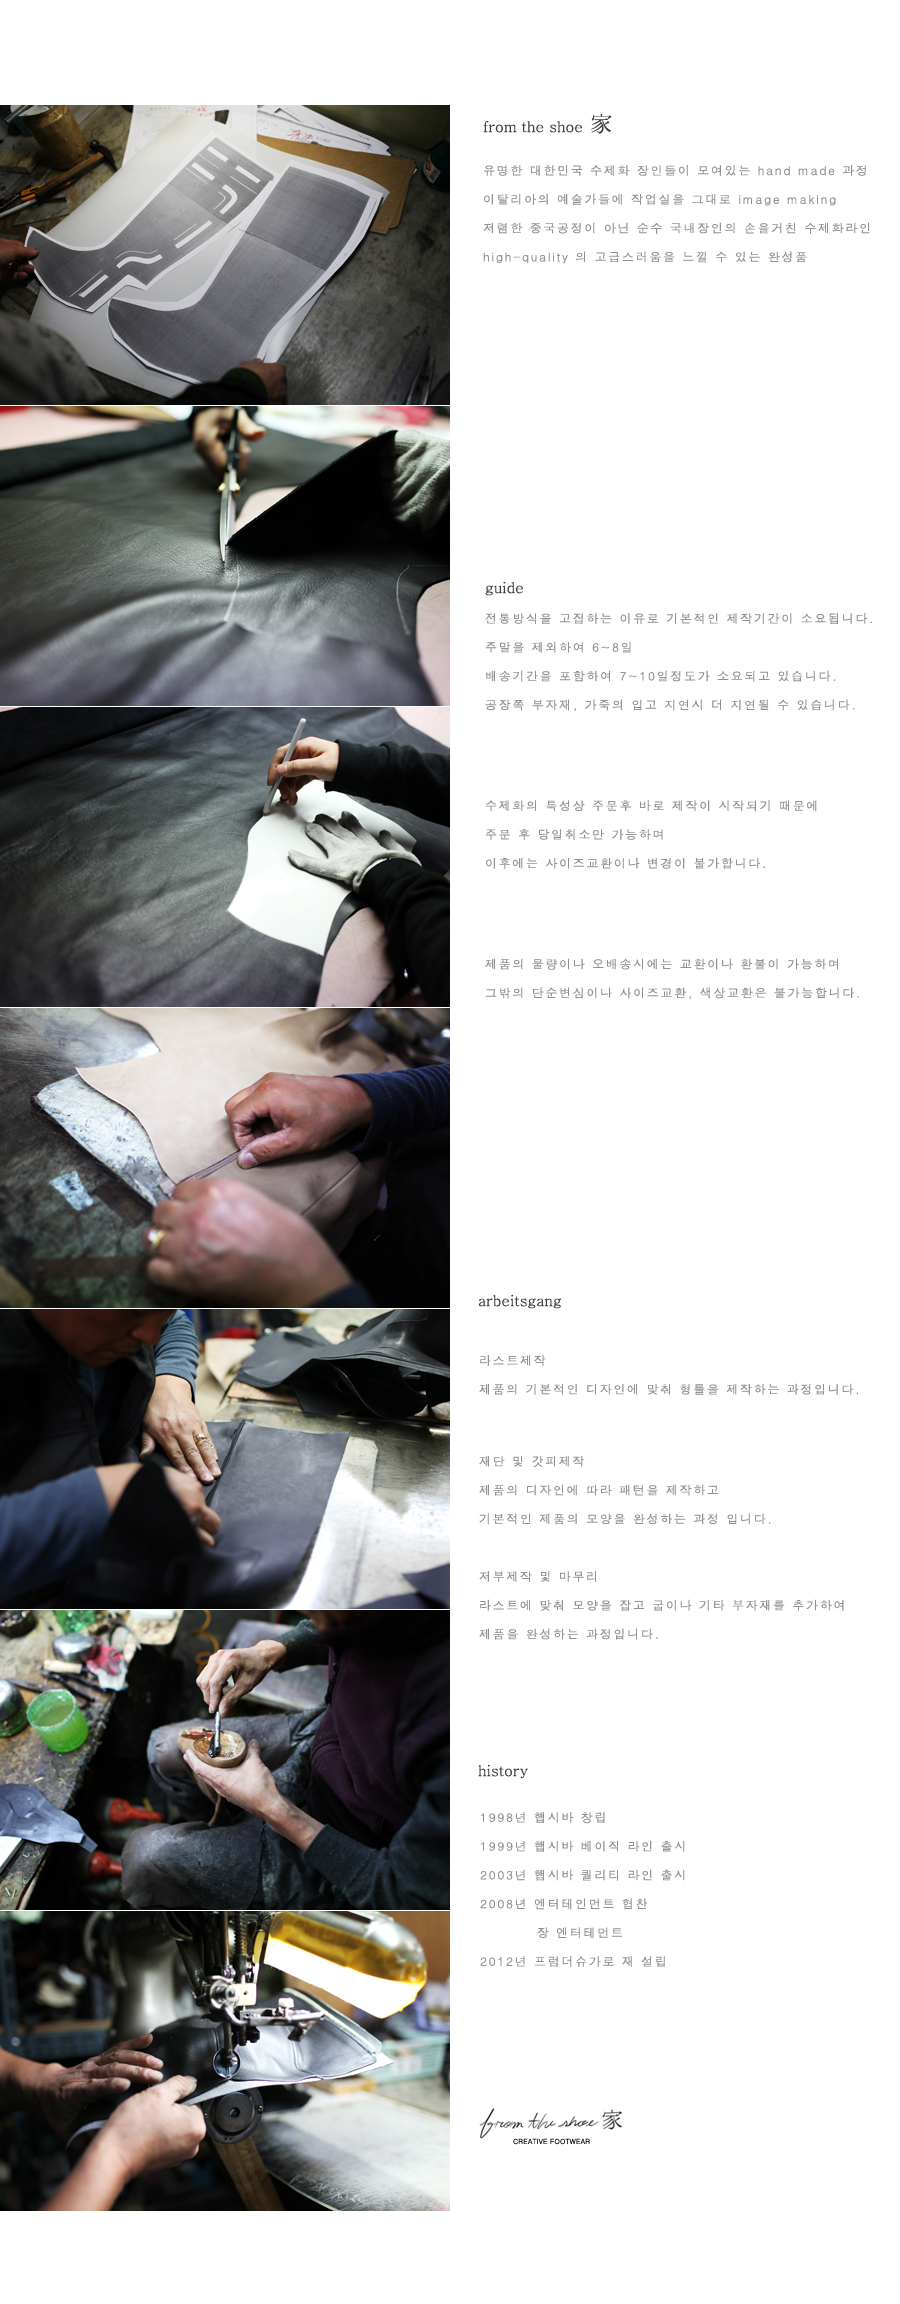 from the shoe 家
유명한 대한민국 수제화 장인들이 모여있는 hand made 과정
이탈리아의 예술가들에 작업실을 그대로 image making
저렴한 중국공정이 아닌 순수 국내장인의 손을거친 수제화라인
high-quality 의 고급스러움을 느낄 수 있는 완성품
guide
전통방식을 고집하는 이유로 기본적인 제작기간이 소요됩니다.
주말을 제외하여 6~8일
배송기간을 포함하여 7~10일정도가 소요되고 있습니다.
공장쪽 부자재, 가죽의 입고 지연시 더 지연될 수 있습니다.
수제화의 특성상 주문후 바로 제작이 시작되기 때문에
주문 후 당일취소만 가능하며
이후에는 사이즈교환이나 변경이 불가합니다.
제품의 물량이나 오배송시에는 교환이나 환불이 가능하며
그밖의 단순변심이나 사이즈교환, 색상교환은 불가능합니다.
arbeitsgang
라스트제작
제품의 기본적인 디자인에 맞춰 형틀을 제작하는 과정입니다.
재단 및 갓피제작
제품의 디자인에 따라 패턴을 제작하고
기본적인 제품의 모양을 완성하는 과정 입니다.
저부제작 및 마무리
라스트에 맞춰 모양을 잡고 굽이나 기타 부자재를 추가하여
제품을 완성하는 과정입니다.
history
1998년 햅시바 창립
1999년 햅시바 베이직 라인 출시
2003년 햅시바 퀄리티 라인 출시
2008년 엔터테인먼트 협찬
장 엔터테먼트
2012년 프럼더슈가로 재 설립
from the shoe 家
CREATIVE FOOTWEAR